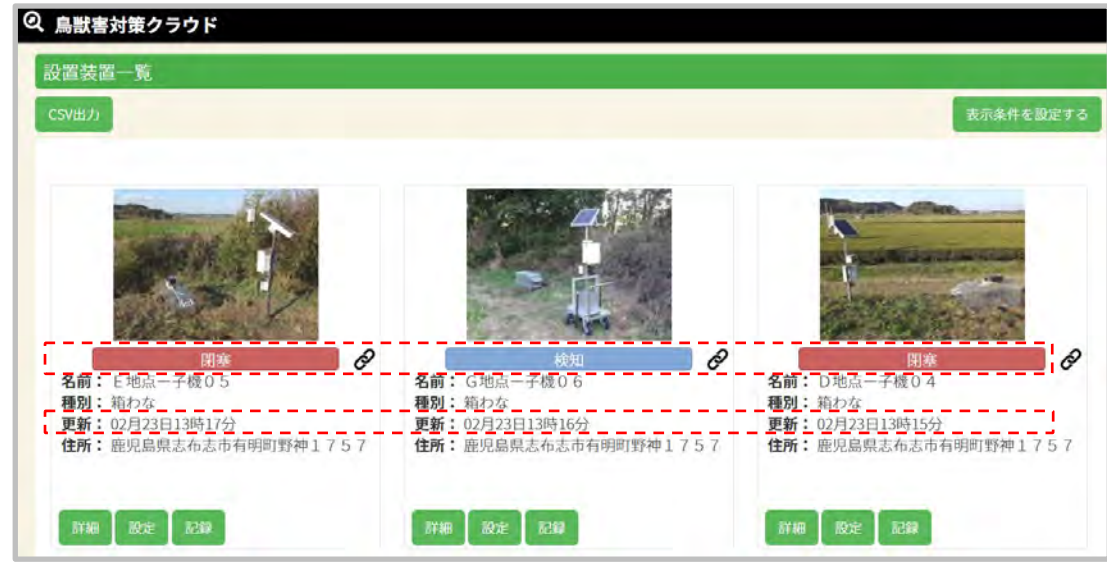 鳥獣害対策クラウド
設置装置一覧
CSV出力
表示条件を設定する
閉塞
名前：E地点ー子機０５
種別：箱わな
更新：02月23日13時17分
住所：鹿児島県志布志市有明町野神１７５７
詳細 設定 記録
検知
名前：G地点ー子機０６
種別：箱わな
更新：02月23日13時16分
住所：鹿児島県志布志市有明町野神１７５７
詳細 設定 記録
閉塞
名前：D地点ー子機０４
種別：箱わな
更新：02月23日13時15分
住所：鹿児島県志布志市有明町野神１７５７
詳細 設定 記録